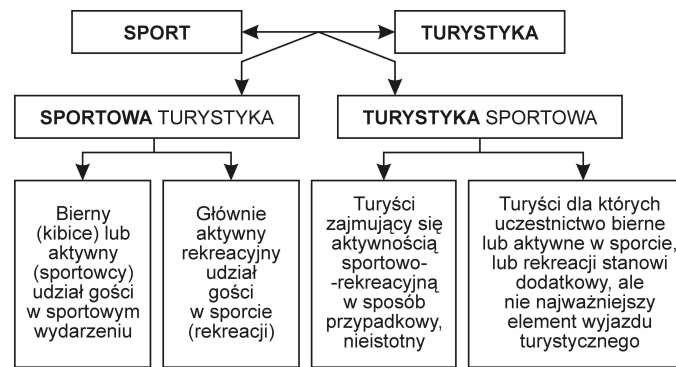 SPORT
TURYSTYKA
SPORTOWA TURYSTYKA
TURYSTYKA SPORTOWA
Bierny
(kibice) lub
aktywny
(sportowcy)
udział gości
w sportowym
wydarzeniu
Głównie
aktywny
rekreacyjny
udział
gości
w sporcie
(rekreacji)
Turyści
zajmujący się
aktywnością
sportowo-
-rekreacyjną
w sposób
przypadkowy,
nieistotny
Turyści dla których
uczestnictwo bierne
lub aktywne w sporcie,
lub rekreacji stanowi
dodatkowy, ale
nie najważniejszy
element wyjazdu
turystycznego